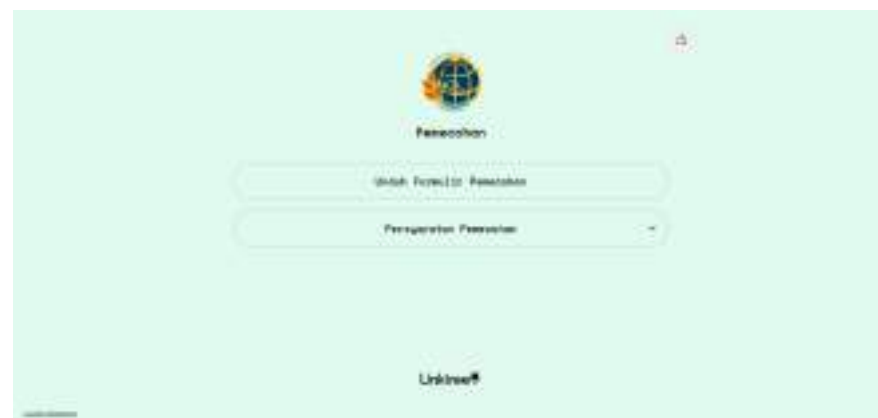 Pemecahan
Unduh Formulir Pemecahan
Persyaratan Pemecahan
Linktree